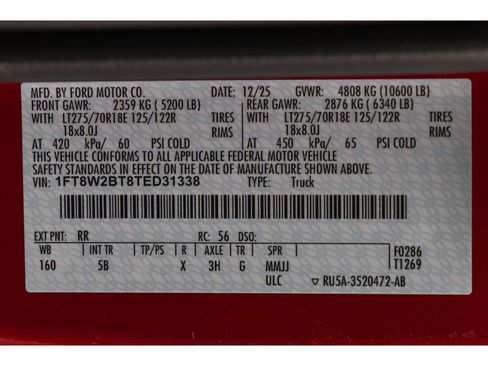 MFD. BY FORD MOTOR CO. DATE: 12/25 GVWR: 4808 KG (10600 LB)
FRONT GAWR: 2359 KG ( 5200 LB) REAR GAWR: 2876 KG ( 6340 LB)
WITH LT275/70R18E 125/122R TIRES WITH LT275/70R18E 125/122R TIRES
18x8.0J RIMS 18x8.0J RIMS
AT 420 kPa/ 60 PSI COLD AT 450 kPa/ 65 PSI COLD
THIS VEHICLE CONFORMS TO ALL APPLICABLE FEDERAL MOTOR VEHICLE
SAFETY STANDARDS IN EFFECT ON THE DATE OF MANUFACTURE SHOWN ABOVE.
VIN: 1FT8W2BT8TED31338 TYPE: Truck
EXT PNT: RR RC: 56 DSO:
WB INT TR TP/PS R AXLE TR SPR F0286
160 5B X 3H G MMJJ T1269
ULC RU5A-3520472-AB